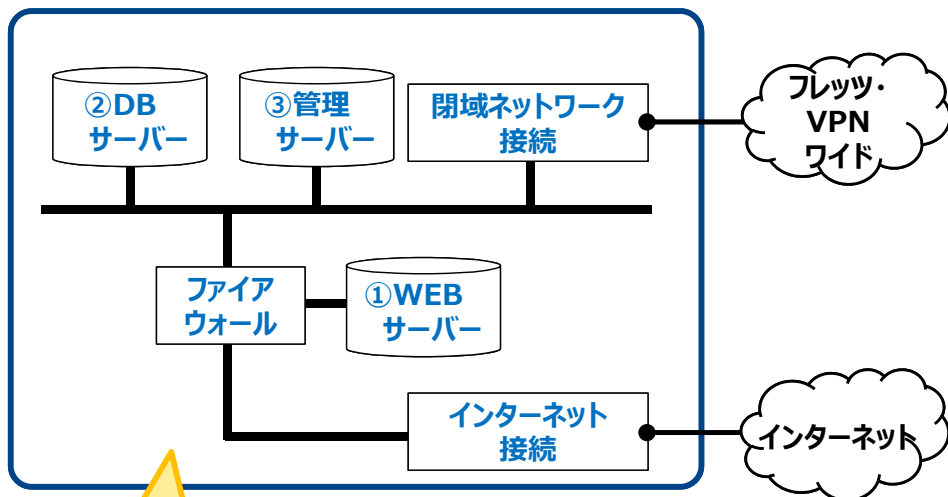 ②DB
サーバー
③管理
サーバー
閉域ネットワーク
接続
フレッツ・
VPN
ワイド
ファイア
ウォール
①WEB
サーバー
インターネット
接続
インターネット